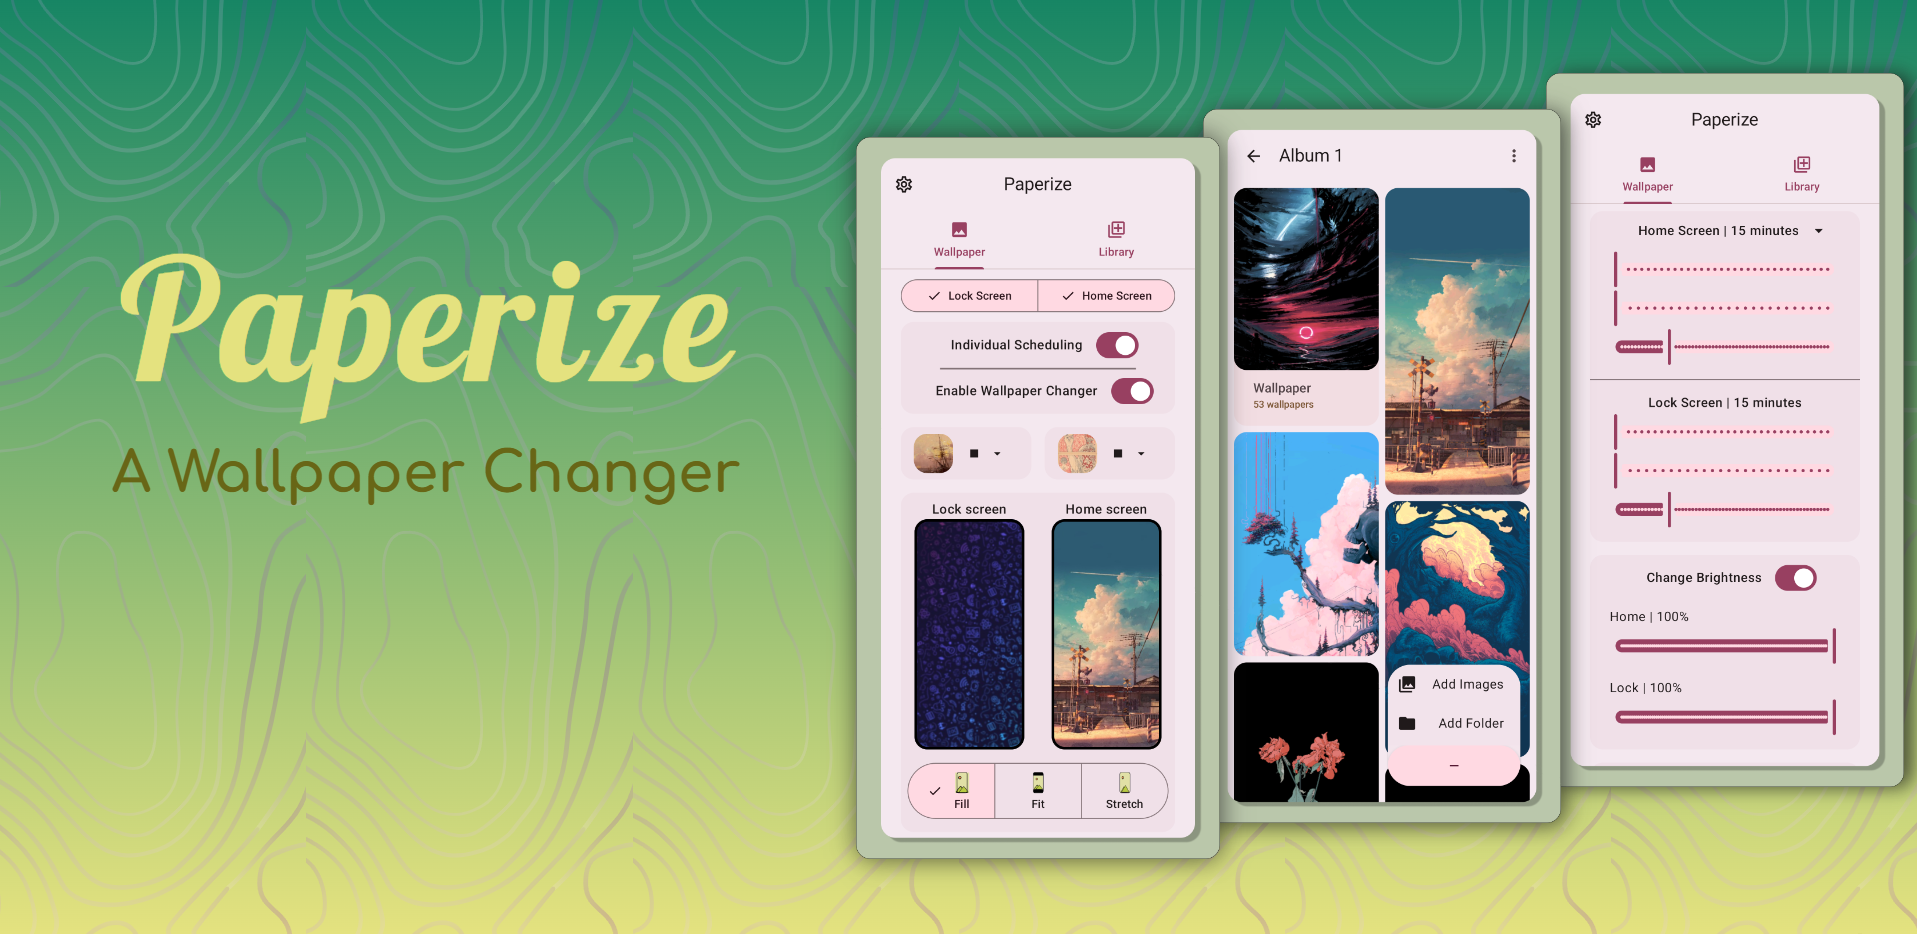 Paperize
A Wallpaper Changer
Paperize
Wallpaper
Library
Lock Screen
Home Screen
Individual Scheduling
Enable Wallpaper Changer
Lock screen
Home screen
Fill
Fit
Stretch
Album 1
Wallpaper
53 wallpapers
Add Images
Add Folder
Paperize
Wallpaper
Library
Home Screen | 15 minutes
Lock Screen | 15 minutes
Change Brightness
Home | 100%
Lock | 100%